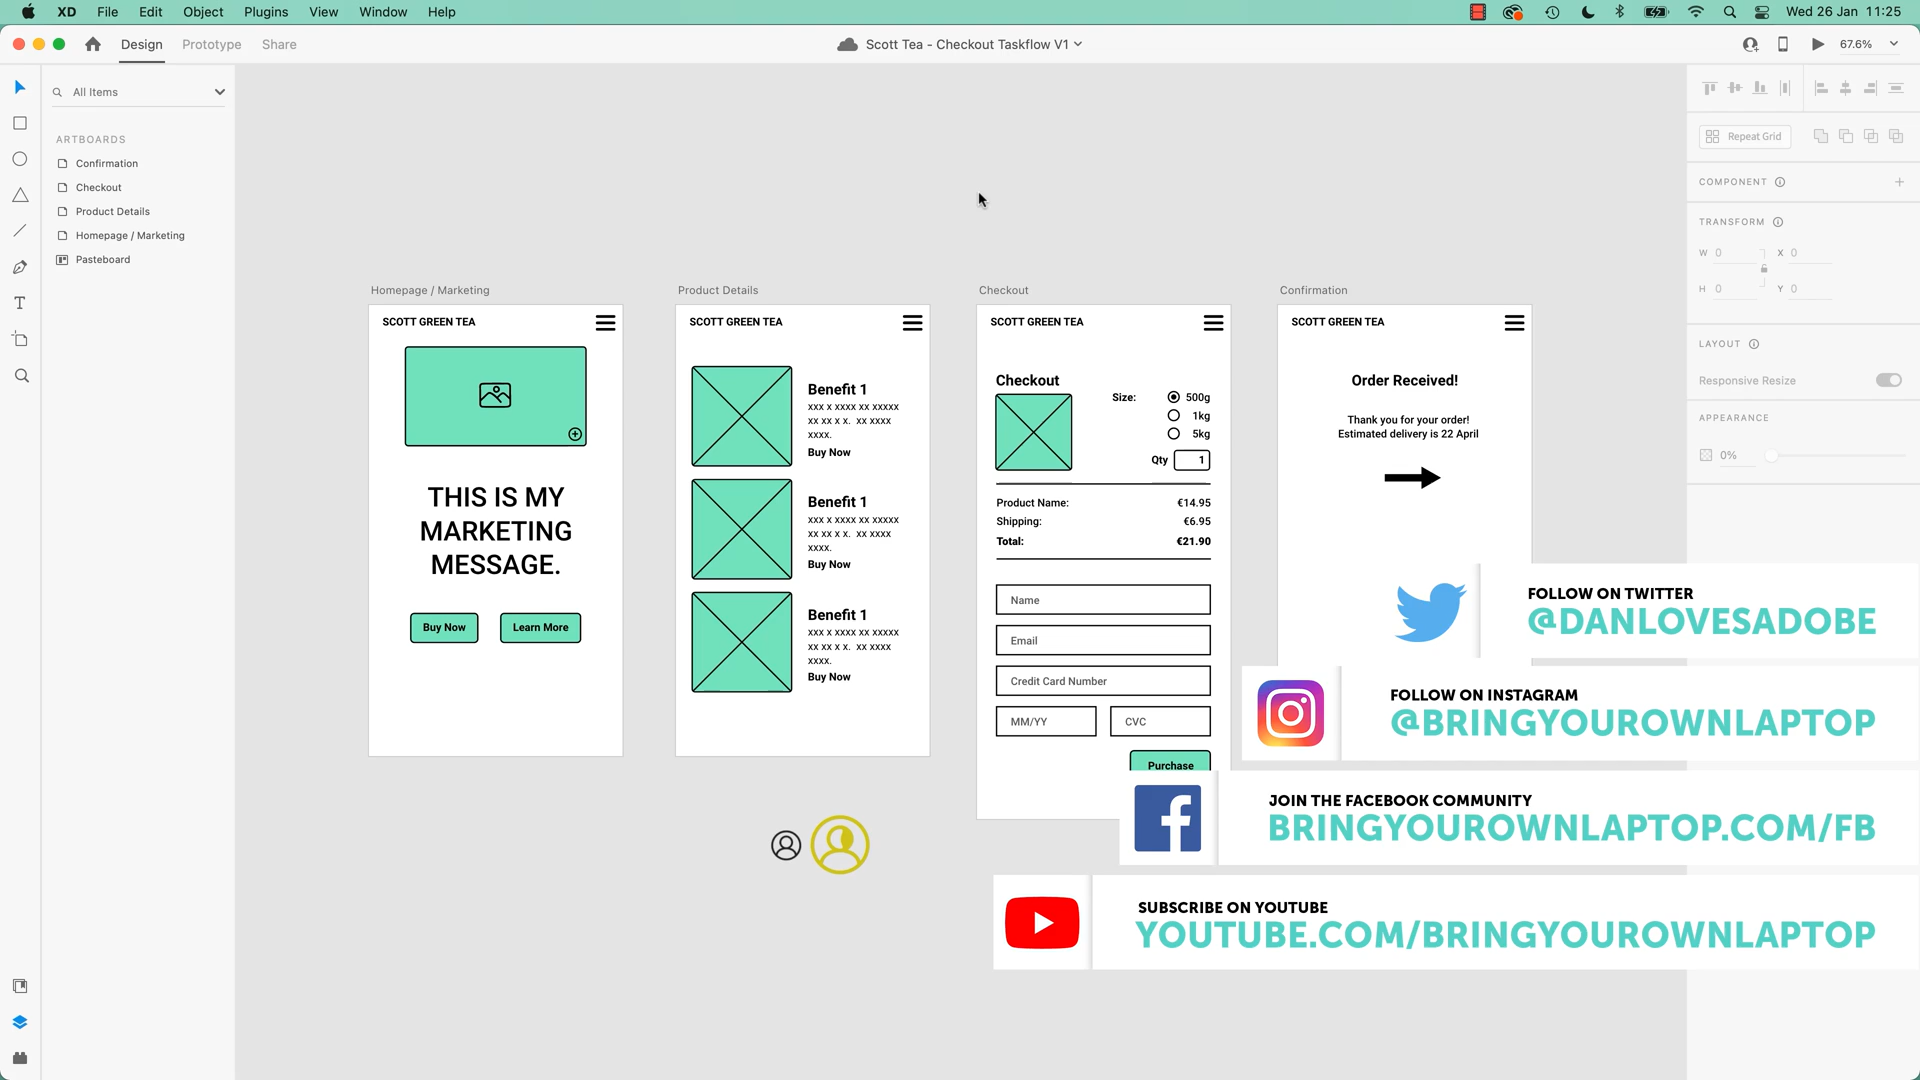 XD File Edit Object Plugins View Window Help Wed 26 Jan 11:25
Design Prototype Share Scott Tea - Checkout Taskflow V1 67.6%
All Items
ARTBOARDS
Confirmation
Checkout
Product Details
Homepage / Marketing
Pasteboard
Homepage / Marketing
SCOTT GREEN TEA
THIS IS MY
MARKETING
MESSAGE.
Buy Now Learn More
Product Details
SCOTT GREEN TEA
Benefit 1
xxx x xxxx xx xxxxx
xx xx x x. xx xxxx
xxxx.
Buy Now
Benefit 1
xxx x xxxx xx xxxxx
xx xx x x. xx xxxx
xxxx.
Buy Now
Benefit 1
xxx x xxxx xx xxxxx
xx xx x x. xx xxxx
xxxx.
Buy Now
Checkout
SCOTT GREEN TEA
Checkout
Size: 500g
1kg
5kg
Qty 1
Product Name: €14.95
Shipping: €6.95
Total: €21.90
Name
Email
Credit Card Number
MM/YY CVC
Purchase
Confirmation
SCOTT GREEN TEA
Order Received!
Thank you for your order!
Estimated delivery is 22 April
FOLLOW ON TWITTER
@DANLOVESADOBE
FOLLOW ON INSTAGRAM
@BRINGYOUROWNLAPTOP
JOIN THE FACEBOOK COMMUNITY
BRINGYOUROWNLAPTOP.COM/FB
SUBSCRIBE ON YOUTUBE
YOUTUBE.COM/BRINGYOUROWNLAPTOP
Repeat Grid
COMPONENT
TRANSFORM
W 0 X 0
H 0 Y 0
LAYOUT
Responsive Resize
APPEARANCE
0%